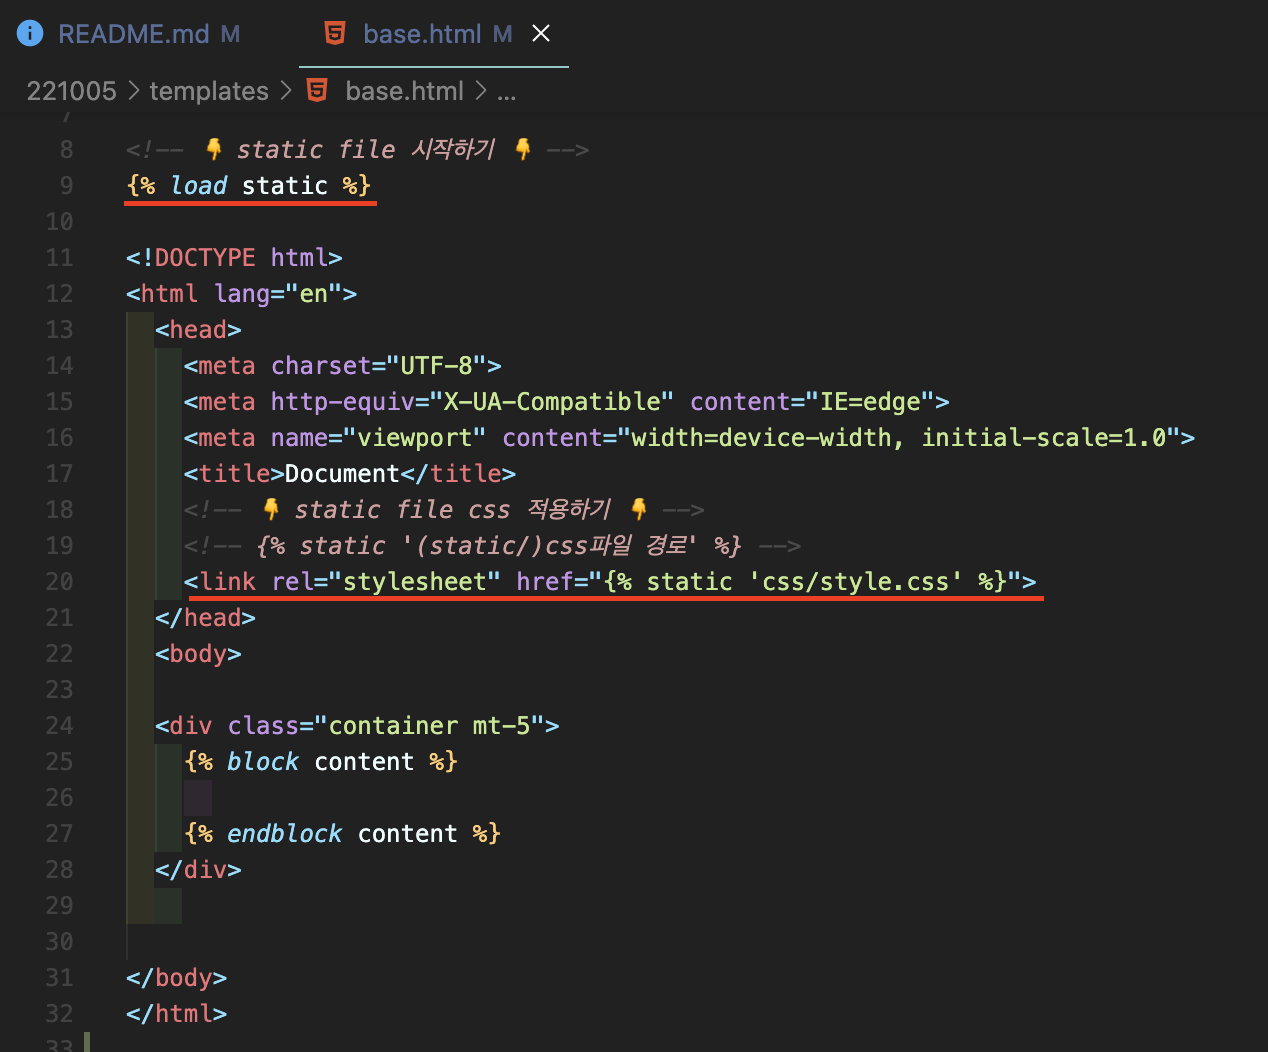 README.md M base.html M ×
221005 > templates > base.html > ...
7
8 <!-- 👇 static file 시작하기 👇 -->
9 {% load static %}
10
11 <!DOCTYPE html>
12 <html lang="en">
13 <head>
14 <meta charset="UTF-8">
15 <meta http-equiv="X-UA-Compatible" content="IE=edge">
16 <meta name="viewport" content="width=device-width, initial-scale=1.0">
17 <title>Document</title>
18 <!-- 👇 static file css 적용하기 👇 -->
19 <!-- {% static '(static/)css파일 경로' %} -->
20 <link rel="stylesheet" href="{% static 'css/style.css' %}">
21 </head>
22 <body>
23
24 <div class="container mt-5">
25 {% block content %}
26
27 {% endblock content %}
28 </div>
29
30
31 </body>
32 </html>
33